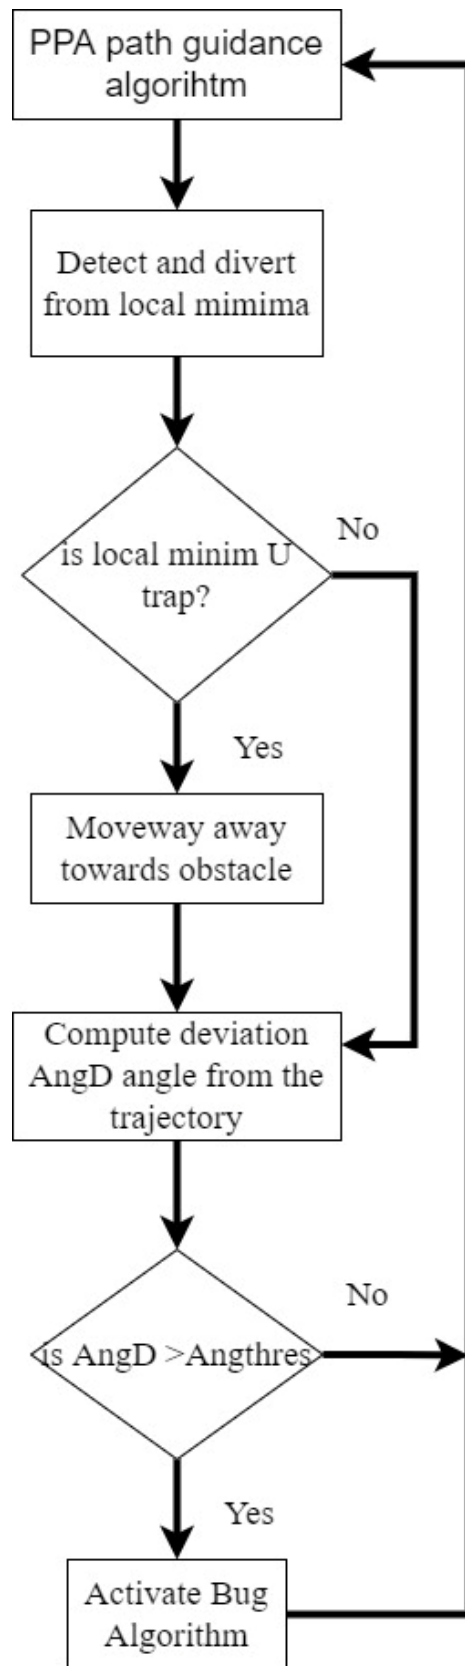 PPA path guidance
algorihtm
Detect and divert
from local mimima
is local minim U
trap?
No
Yes
Moveway away
towards obstacle
Compute deviation
AngD angle from the
trajectory
is AngD >Angthres
No
Yes
Activate Bug
Algorithm